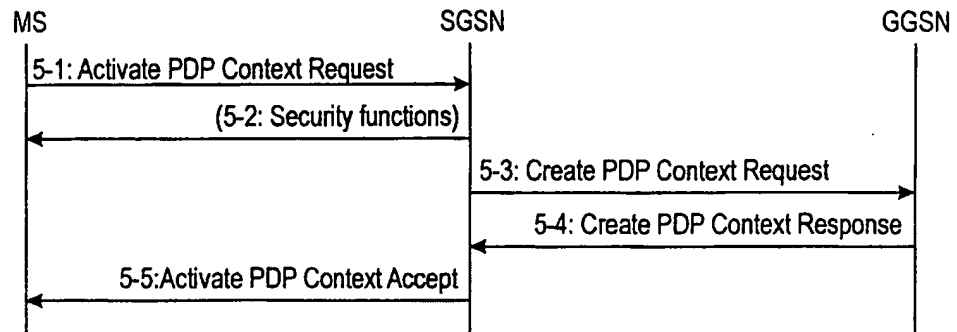 MS SGSN GGSN
5-1: Activate PDP Context Request
(5-2: Security functions)
5-3: Create PDP Context Request
5-4: Create PDP Context Response
5-5:Activate PDP Context Accept